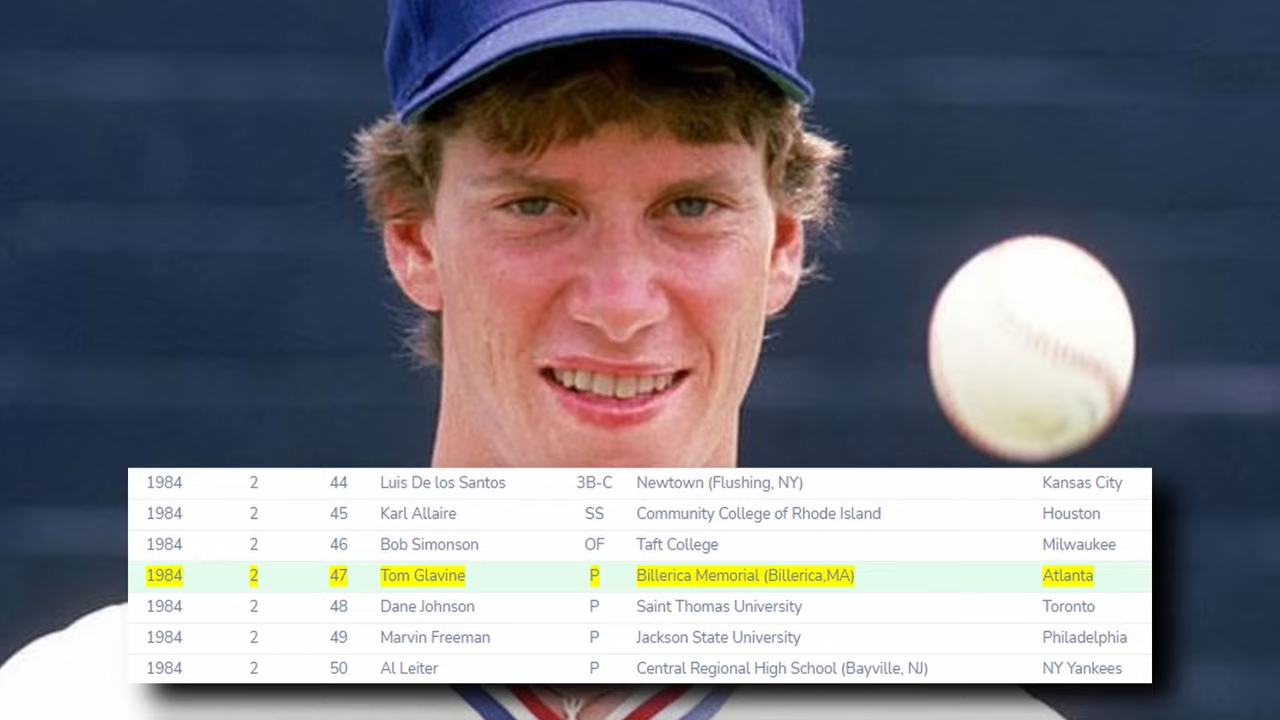 1984 2 44 Luis De los Santos 3B-C Newtown (Flushing, NY) Kansas City
1984 2 45 Karl Allaire SS Community College of Rhode Island Houston
1984 2 46 Bob Simonson OF Taft College Milwaukee
1984 2 47 Tom Glavine P Billerica Memorial (Billerica,MA) Atlanta
1984 2 48 Dane Johnson P Saint Thomas University Toronto
1984 2 49 Marvin Freeman P Jackson State University Philadelphia
1984 2 50 Al Leiter P Central Regional High School (Bayville, NJ) NY Yankees